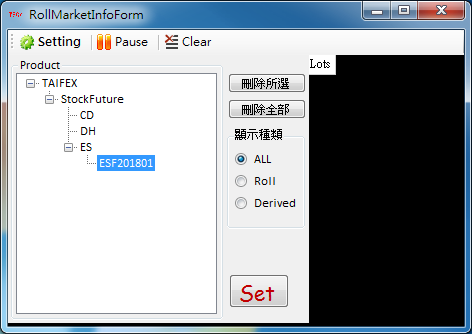 RollMarketInfoForm
Setting Pause Clear
Product
TAIFEX
StockFuture
CD
DH
ES
ESF201801
刪除所選
刪除全部
顯示種類
ALL
Roll
Derived
Set
Lots